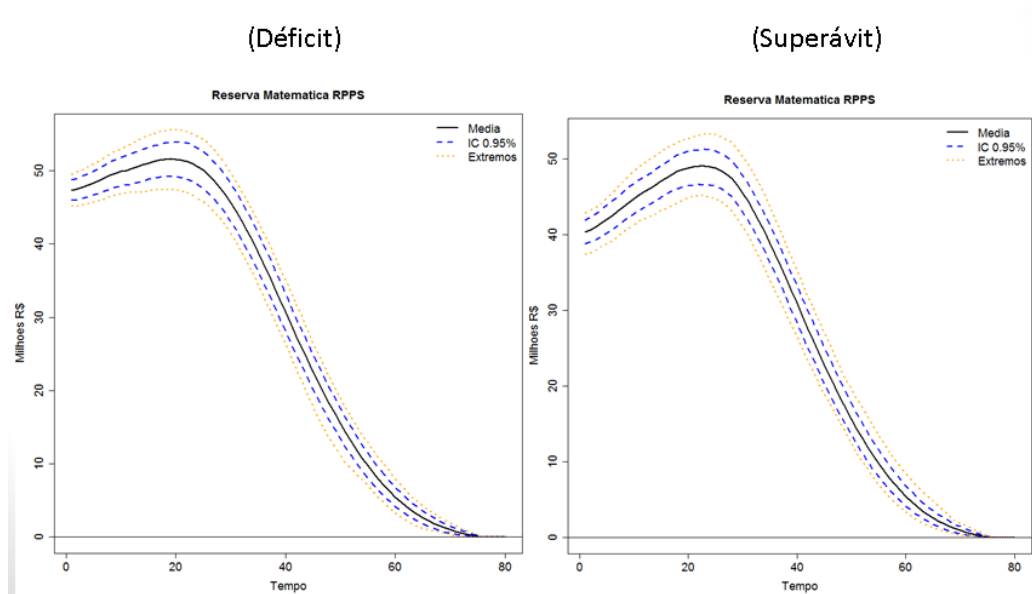 (Déficit)
Reserva Matematica RPPS
Media
IC 0.95%
Extremos
Milhoes R$
50
40
30
20
10
0
0 20 40 60 80
Tempo
(Superávit)
Reserva Matematica RPPS
Media
IC 0.95%
Extremos
Milhoes R$
50
40
30
20
10
0
0 20 40 60 80
Tempo